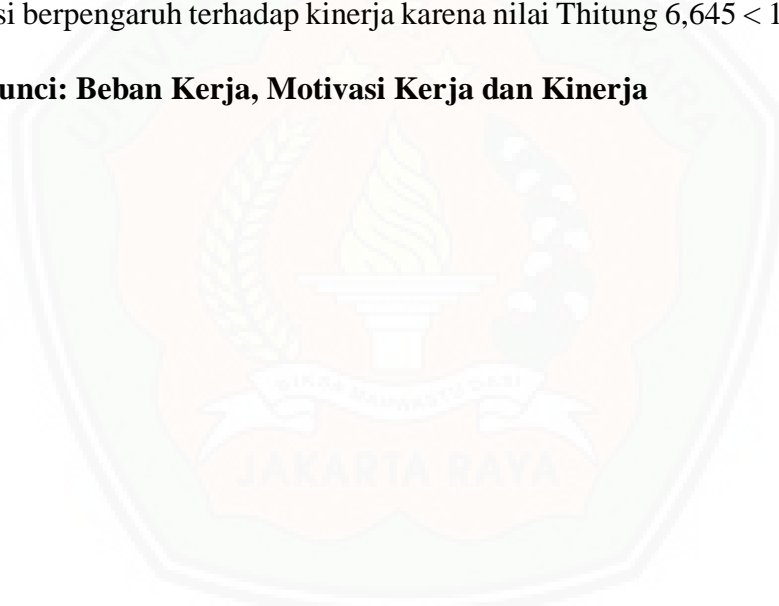 si berpengaruh terhadap kinerja karena nilai Thitung 6,645 < 1
unci: Beban Kerja, Motivasi Kerja dan Kinerja
JAKARTA RAYA